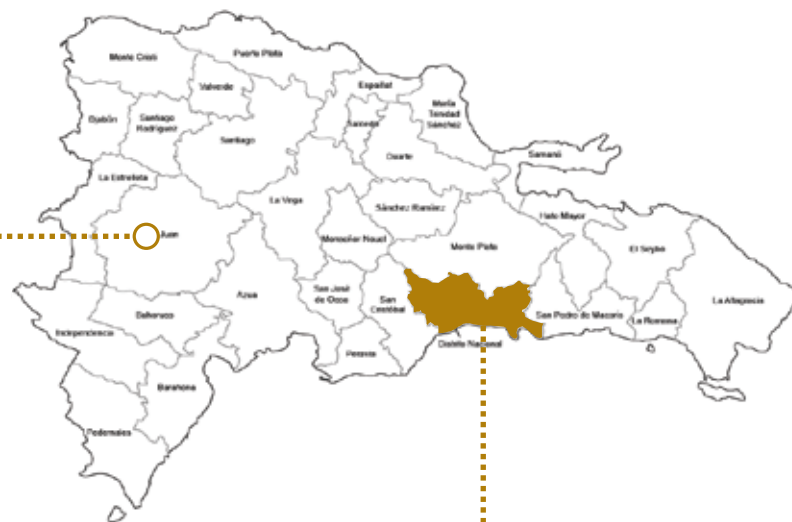 Monte Cristi
Puerto Plata
Valverde
Espaillat
María
Trinidad
Sánchez
Dajabón
Santiago
Rodríguez
Salcedo
Santiago
Duarte
Samaná
La Estrelleta
La Vega
Sánchez Ramírez
Hato Mayor
Juan
Monseñor Nouel
Monte Plata
El Seybo
San José
de Ocoa
San
Cristóbal
Azua
La Altagracia
Bahoruco
San Pedro de Macorís
La Romana
Independencia
Distrito Nacional
Peravia
Barahona
Pedernales